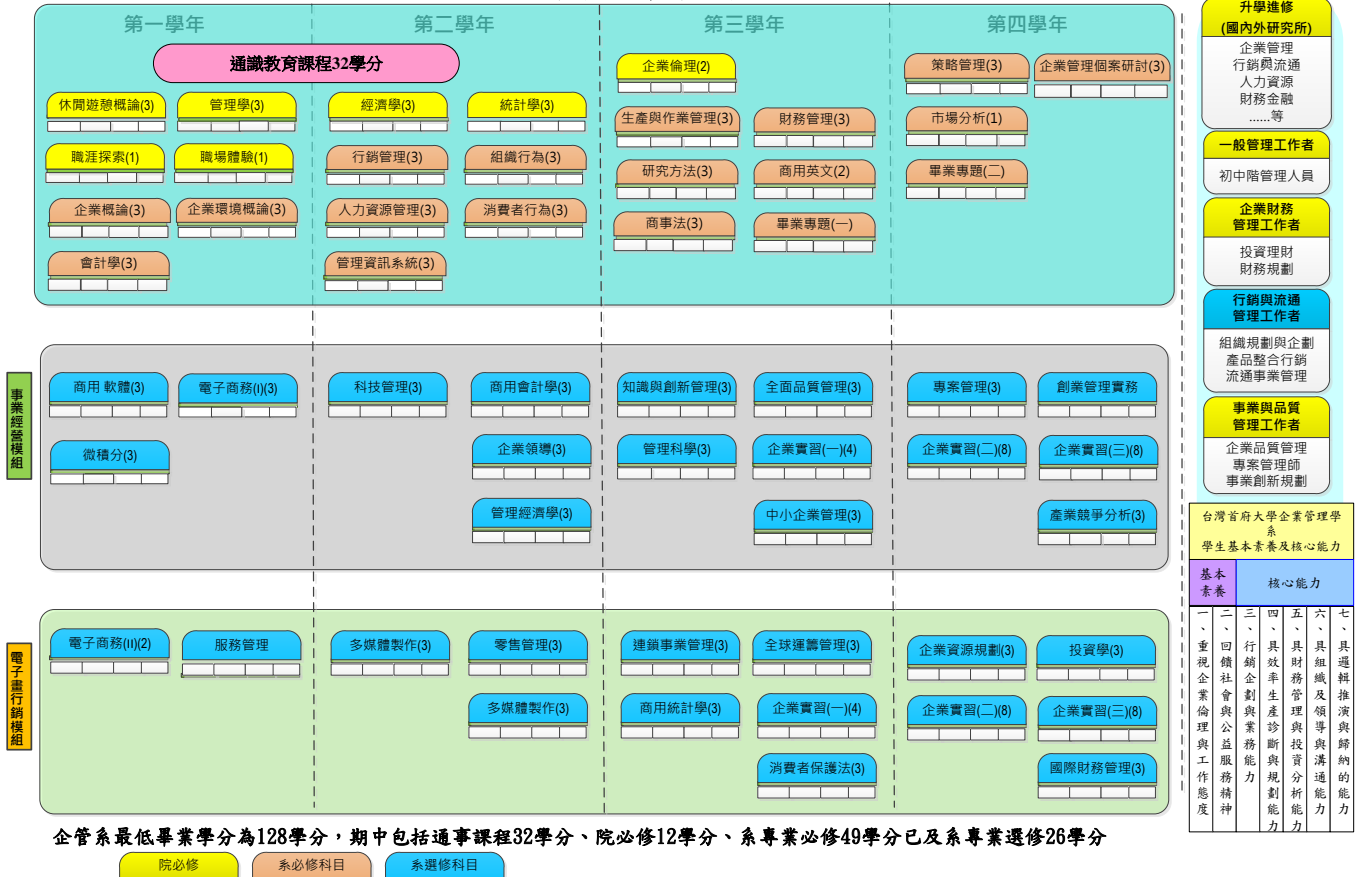 第一學年
第二學年
第三學年
第四學年
通識教育課程32學分
休閒遊憩概論(3)
管理學(3)
職涯探索(1)
職場體驗(1)
企業概論(3)
企業環境概論(3)
會計學(3)
經濟學(3)
統計學(3)
行銷管理(3)
組織行為(3)
人力資源管理(3)
消費者行為(3)
管理資訊系統(3)
企業倫理(2)
生產與作業管理(3)
財務管理(3)
研究方法(3)
商用英文(2)
商事法(3)
畢業專題(一)
策略管理(3)
企業管理個案研討(3)
市場分析(1)
畢業專題(二)
事業經營模組
商用 軟體(3)
電子商務(I)(3)
微積分(3)
科技管理(3)
商用會計學(3)
企業領導(3)
管理經濟學(3)
知識與創新管理(3)
全面品質管理(3)
管理科學(3)
企業實習(一)(4)
中小企業管理(3)
專案管理(3)
創業管理實務
企業實習(二)(8)
企業實習(三)(8)
產業競爭分析(3)
電子畫行銷模組
電子商務(II)(2)
服務管理
多媒體製作(3)
零售管理(3)
多媒體製作(3)
連鎖事業管理(3)
全球運籌管理(3)
商用統計學(3)
企業實習(一)(4)
消費者保護法(3)
企業資源規劃(3)
投資學(3)
企業實習(二)(8)
企業實習(三)(8)
國際財務管理(3)
企管系最低畢業學分為128學分，期中包括通事課程32學分、院必修12學分、系專業必修49學分已及系專業選修26學分
院必修
系必修科目
系選修科目
升學進修
(國內外研究所)
企業管理
行銷與流通
人力資源
財務金融
......等
一般管理工作者
初中階管理人員
企業財務
管理工作者
投資理財
財務規劃
行銷與流通
管理工作者
組織規劃與企劃
產品整合行銷
流通事業管理
事業與品質
管理工作者
企業品質管理
專案管理師
事業創新規劃
台灣首府大學企業管理學
系
學生基本素養及核心能力
基本
素養
核心能力
一、重視企業倫理與工作態度
二、回饋社會與公益服務精神
三、行銷企劃與業務能力
四、具效率生產診斷與規劃能力
五、具財務管理與投資分析能力
六、具組織及領導與溝通能力
七、具邏輯推演與歸納的能力